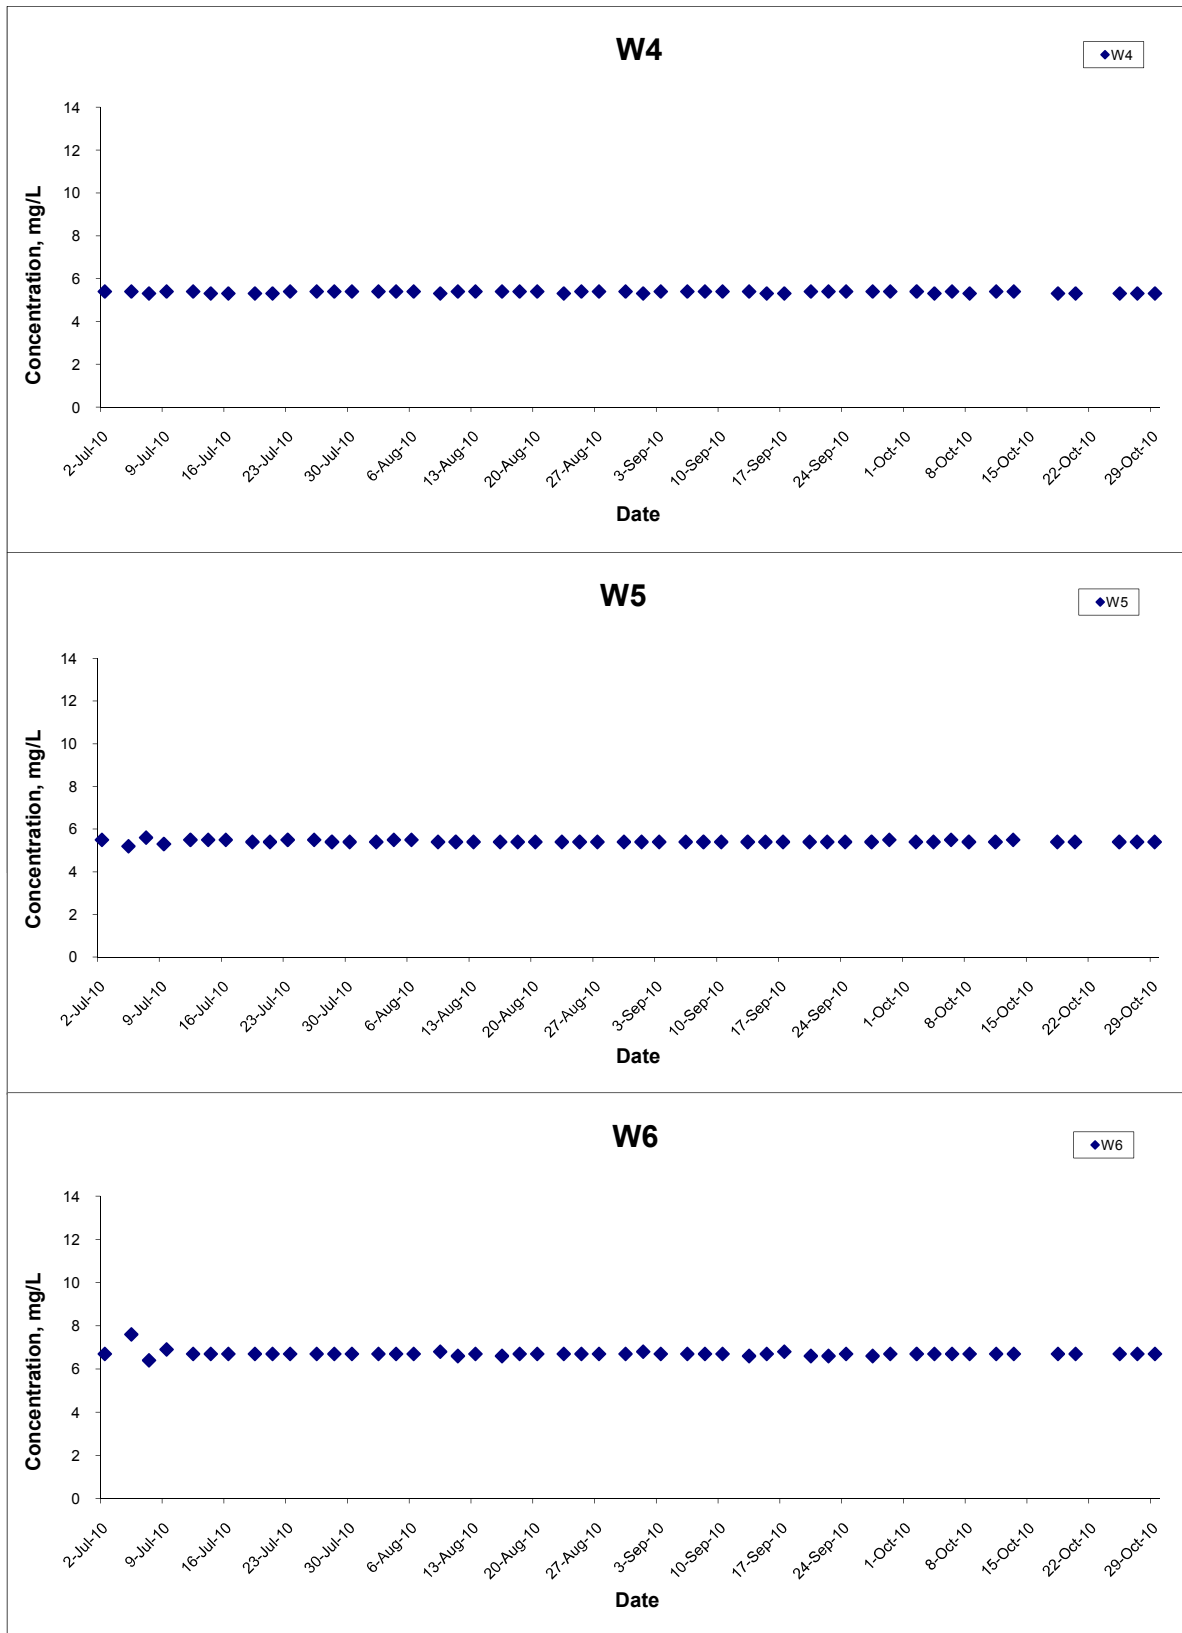 W4
W4
14
12
10
8
6
4
2
0
Concentration, mg/L
2-Jul-10
9-Jul-10
16-Jul-10
23-Jul-10
30-Jul-10
6-Aug-10
13-Aug-10
20-Aug-10
27-Aug-10
3-Sep-10
10-Sep-10
17-Sep-10
24-Sep-10
1-Oct-10
8-Oct-10
15-Oct-10
22-Oct-10
29-Oct-10
Date
W5
W5
14
12
10
8
6
4
2
0
Concentration, mg/L
2-Jul-10
9-Jul-10
16-Jul-10
23-Jul-10
30-Jul-10
6-Aug-10
13-Aug-10
20-Aug-10
27-Aug-10
3-Sep-10
10-Sep-10
17-Sep-10
24-Sep-10
1-Oct-10
8-Oct-10
15-Oct-10
22-Oct-10
29-Oct-10
Date
W6
W6
14
12
10
8
6
4
2
0
Concentration, mg/L
2-Jul-10
9-Jul-10
16-Jul-10
23-Jul-10
30-Jul-10
6-Aug-10
13-Aug-10
20-Aug-10
27-Aug-10
3-Sep-10
10-Sep-10
17-Sep-10
24-Sep-10
1-Oct-10
8-Oct-10
15-Oct-10
22-Oct-10
29-Oct-10
Date